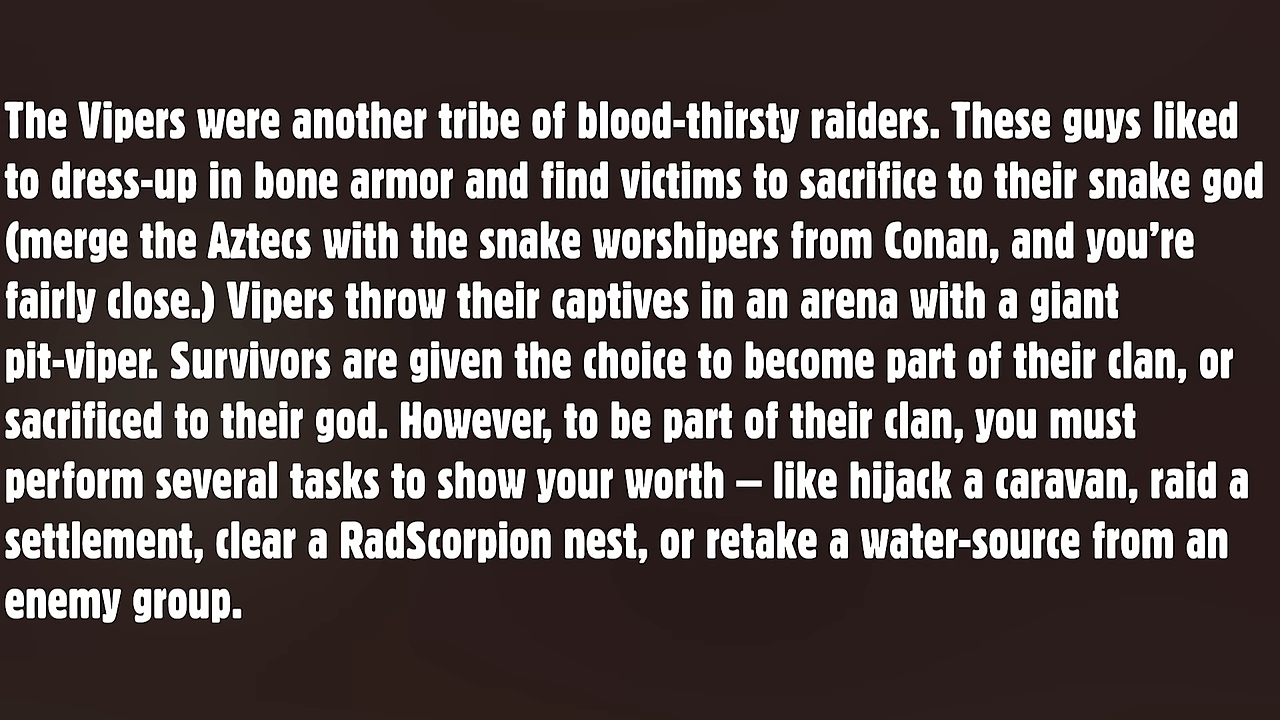 The Vipers were another tribe of blood-thirsty raiders. These guys liked
to dress-up in bone armor and find victims to sacrifice to their snake god
(merge the Aztecs with the snake worshipers from Conan, and you’re
fairly close.) Vipers throw their captives in an arena with a giant
pit-viper. Survivors are given the choice to become part of their clan, or
sacrificed to their god. However, to be part of their clan, you must
perform several tasks to show your worth – like hijack a caravan, raid a
settlement, clear a RadScorpion nest, or retake a water-source from an
enemy group.